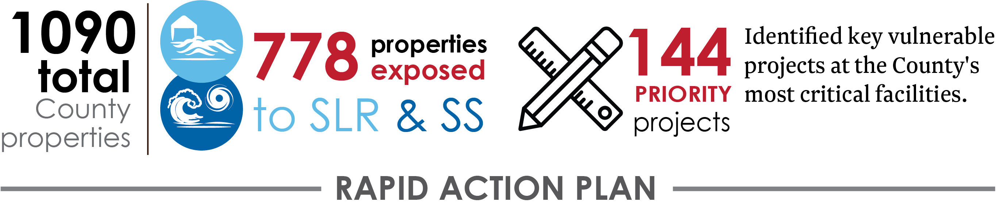 1090
total
County
properties
778 properties
exposed
to SLR & SS
144
PRIORITY
projects
Identified key vulnerable
projects at the County's
most critical facilities.
RAPID ACTION PLAN